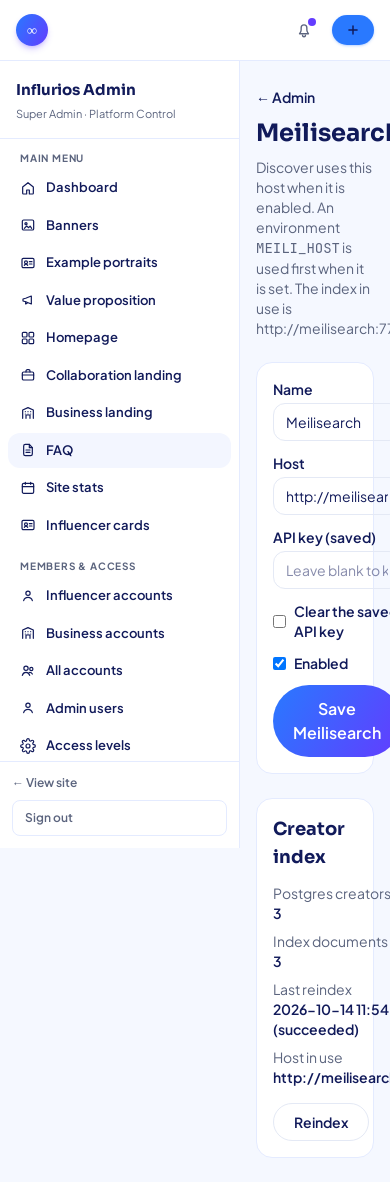 ∞
+
Influrios Admin
Super Admin · Platform Control
MAIN MENU
Dashboard
Banners
Example portraits
Value proposition
Homepage
Collaboration landing
Business landing
FAQ
Site stats
Influencer cards
MEMBERS & ACCESS
Influencer accounts
Business accounts
All accounts
Admin users
Access levels
← View site
Sign out
← Admin
Meilisearch
Discover uses this
host when it is
enabled. An
environment
MEILI_HOST is
used first when it
is set. The index in
use is
http://meilisearch:77
Name
Meilisearch
Host
http://meilisear
API key (saved)
Leave blank to k
Clear the saved
API key
Enabled
Save
Meilisearch
Creator
index
Postgres creators
3
Index documents
3
Last reindex
2026-10-14 11:54
(succeeded)
Host in use
http://meilisearc
Reindex